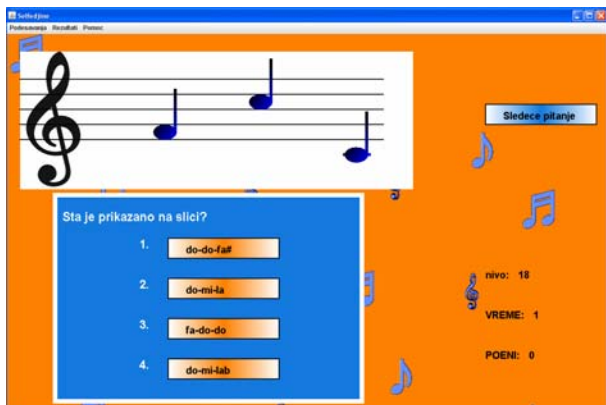 Solfedjino
Podesavanja Rezultati Pomoc
Sledece pitanje
Sta je prikazano na slici?
1. do-do-fa#
2. do-mi-la
3. fa-do-do
4. do-mi-lab
nivo: 18
VREME: 1
POENI: 0